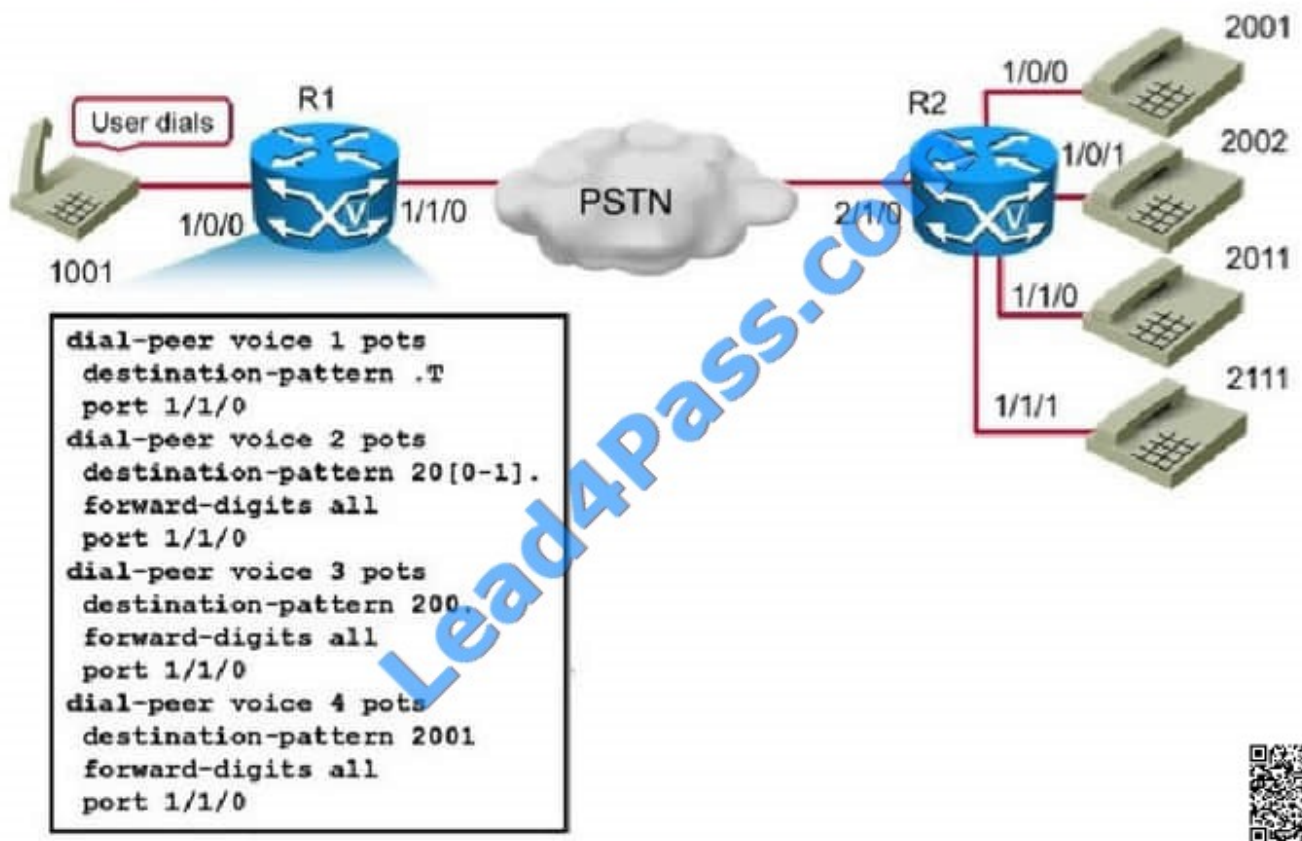 2001
1/0/0
R1
R2
User dials
2002
1/0/1
PSTN
1/0/0
1/1/0
2/1/0
V
V
1001
2011
1/1/0
2111
1/1/1
dial-peer voice 1 pots
destination-pattern .T
port 1/1/0
dial-peer voice 2 pots
destination-pattern 20[0-1].
forward-digits all
port 1/1/0
dial-peer voice 3 pots
destination-pattern 200.
forward-digits all
port 1/1/0
dial-peer voice 4 pots
destination-pattern 2001
forward-digits all
port 1/1/0
Lead4Pass.com